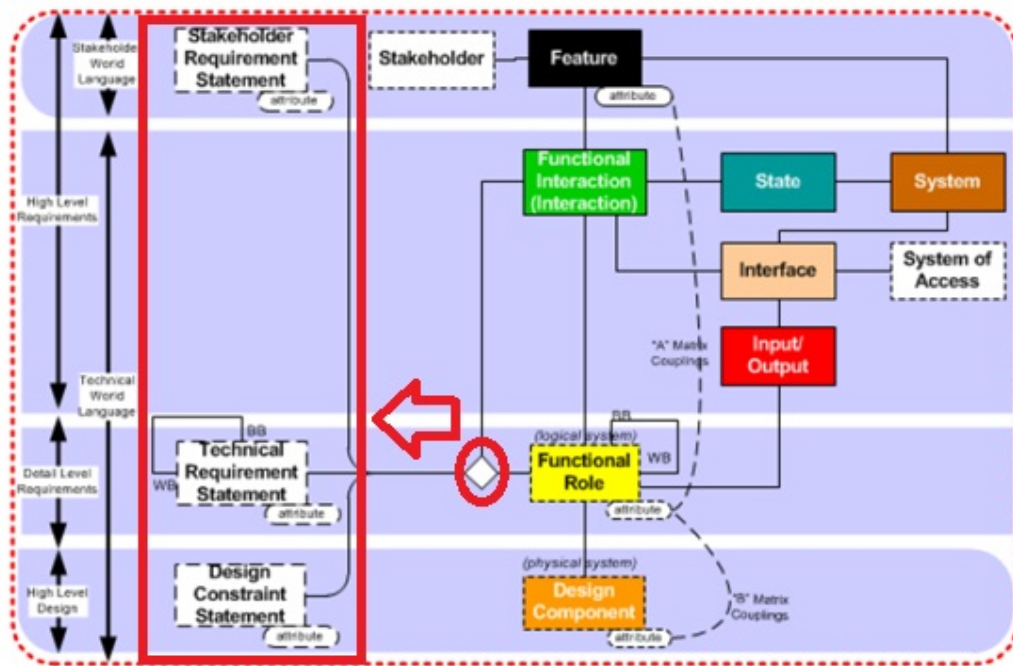 Stakeholder
World
Language
Stakeholder
Requirement
Statement
attribute
Stakeholder
Feature
attribute
High Level
Requirements
Functional
Interaction
(Interaction)
State
System
Interface
System of
Access
"A" Matrix
Couplings
Input/
Output
Technical
World
Language
BB
WB
Technical
Requirement
Statement
attribute
Detail Level
Requirements
(logical system)
BB
WB
Functional
Role
attribute
High Level
Design
Design
Constraint
Statement
attribute
(physical system)
Design
Component
attribute
"B" Matrix
Couplings